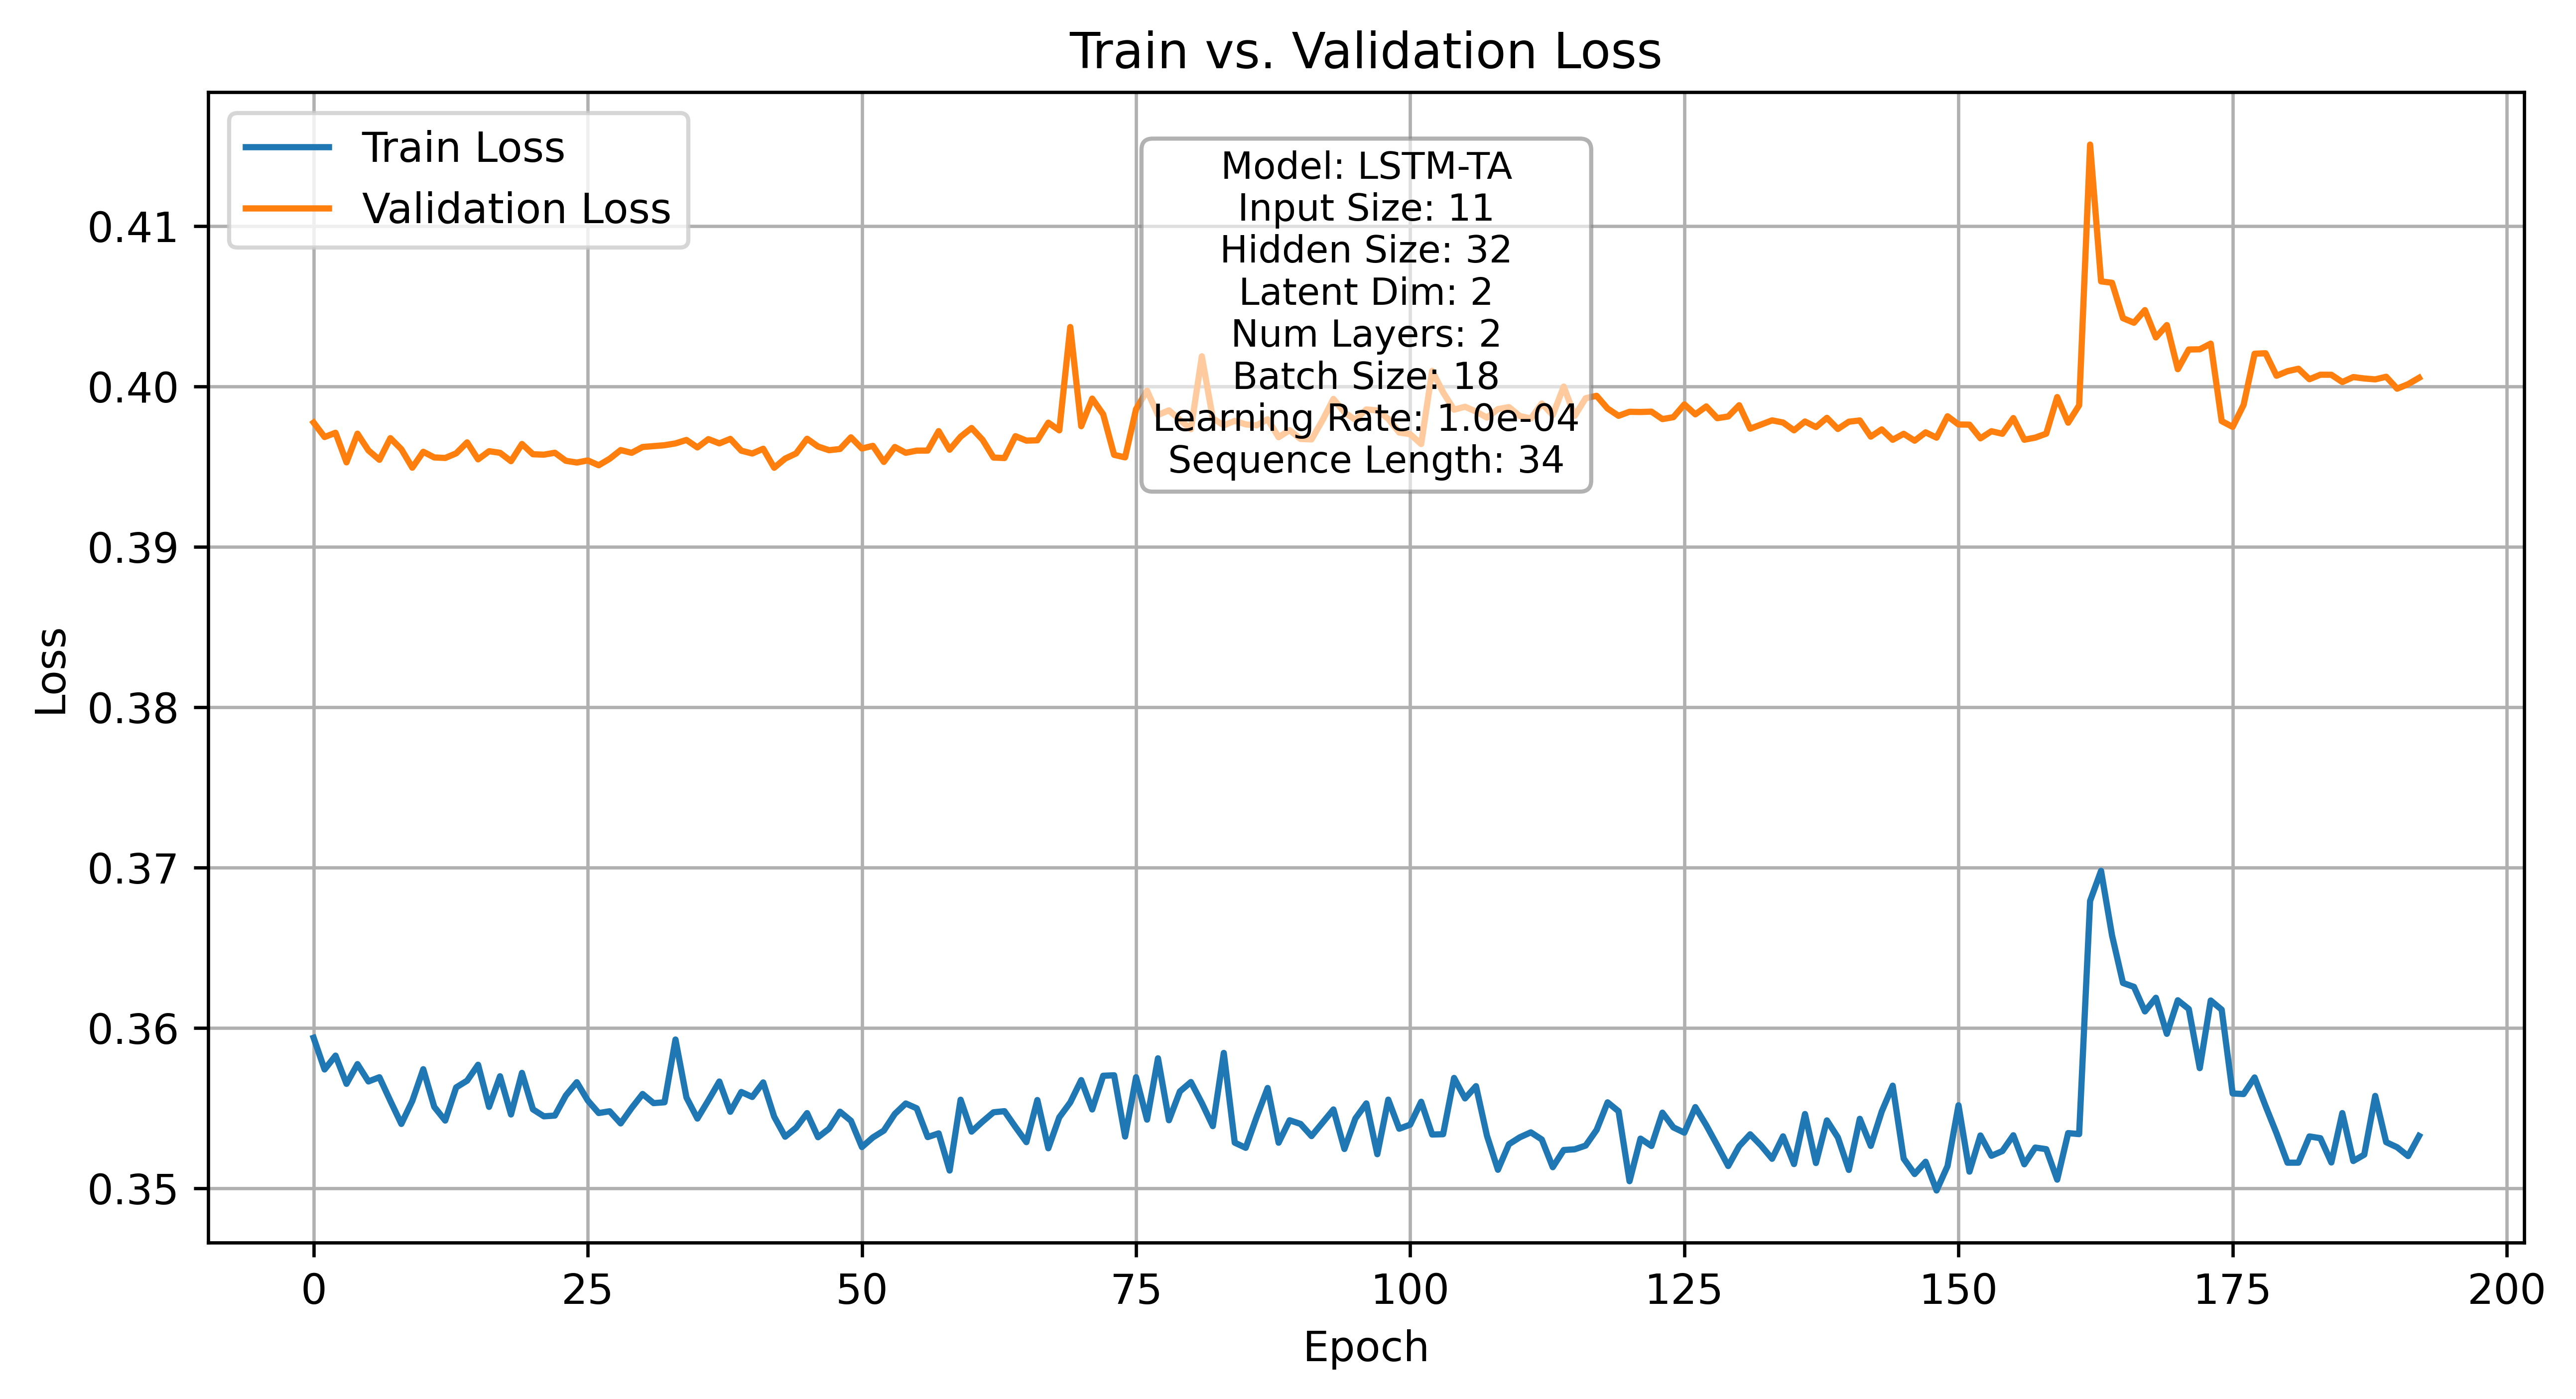 Train vs. Validation Loss
Train Loss
Validation Loss
Model: LSTM-TA
Input Size: 11
Hidden Size: 32
Latent Dim: 2
Num Layers: 2
Batch Size: 18
Learning Rate: 1.0e-04
Sequence Length: 34
Loss
0.41
0.40
0.39
0.38
0.37
0.36
0.35
0 25 50 75 100 125 150 175 200
Epoch